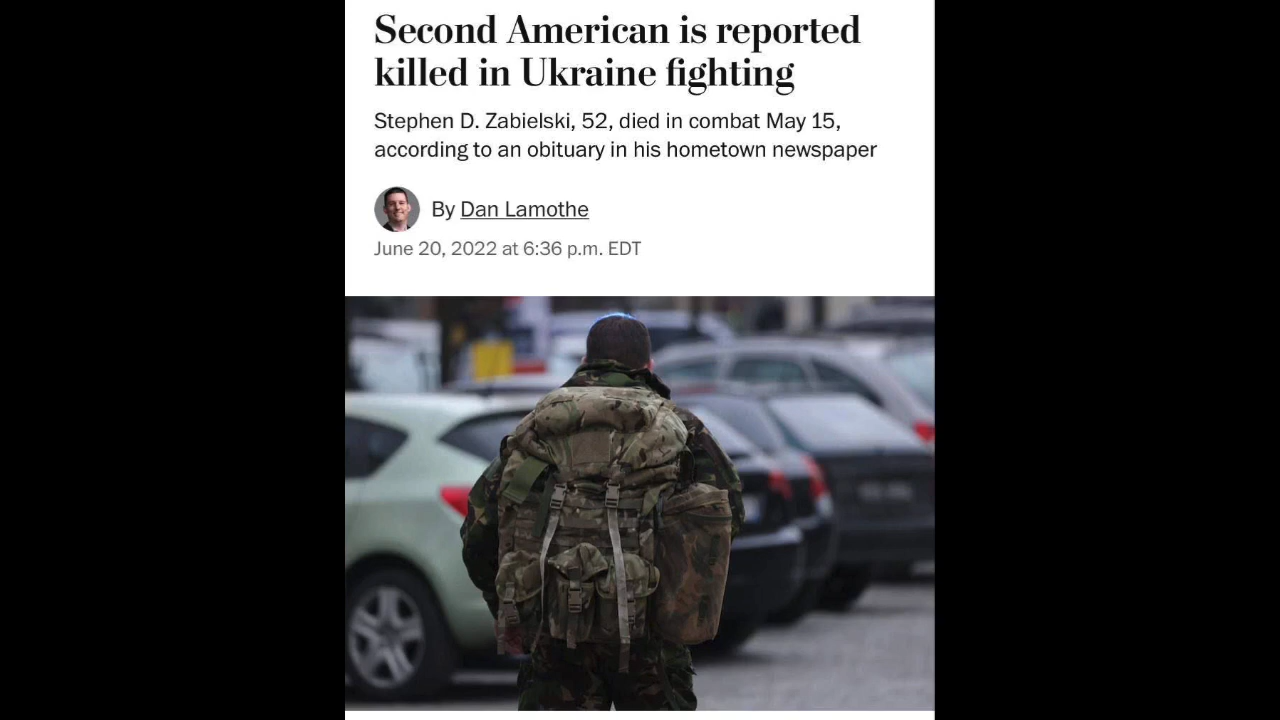 Second American is reported
killed in Ukraine fighting
Stephen D. Zabielski, 52, died in combat May 15,
according to an obituary in his hometown newspaper
By Dan Lamothe
June 20, 2022 at 6:36 p.m. EDT